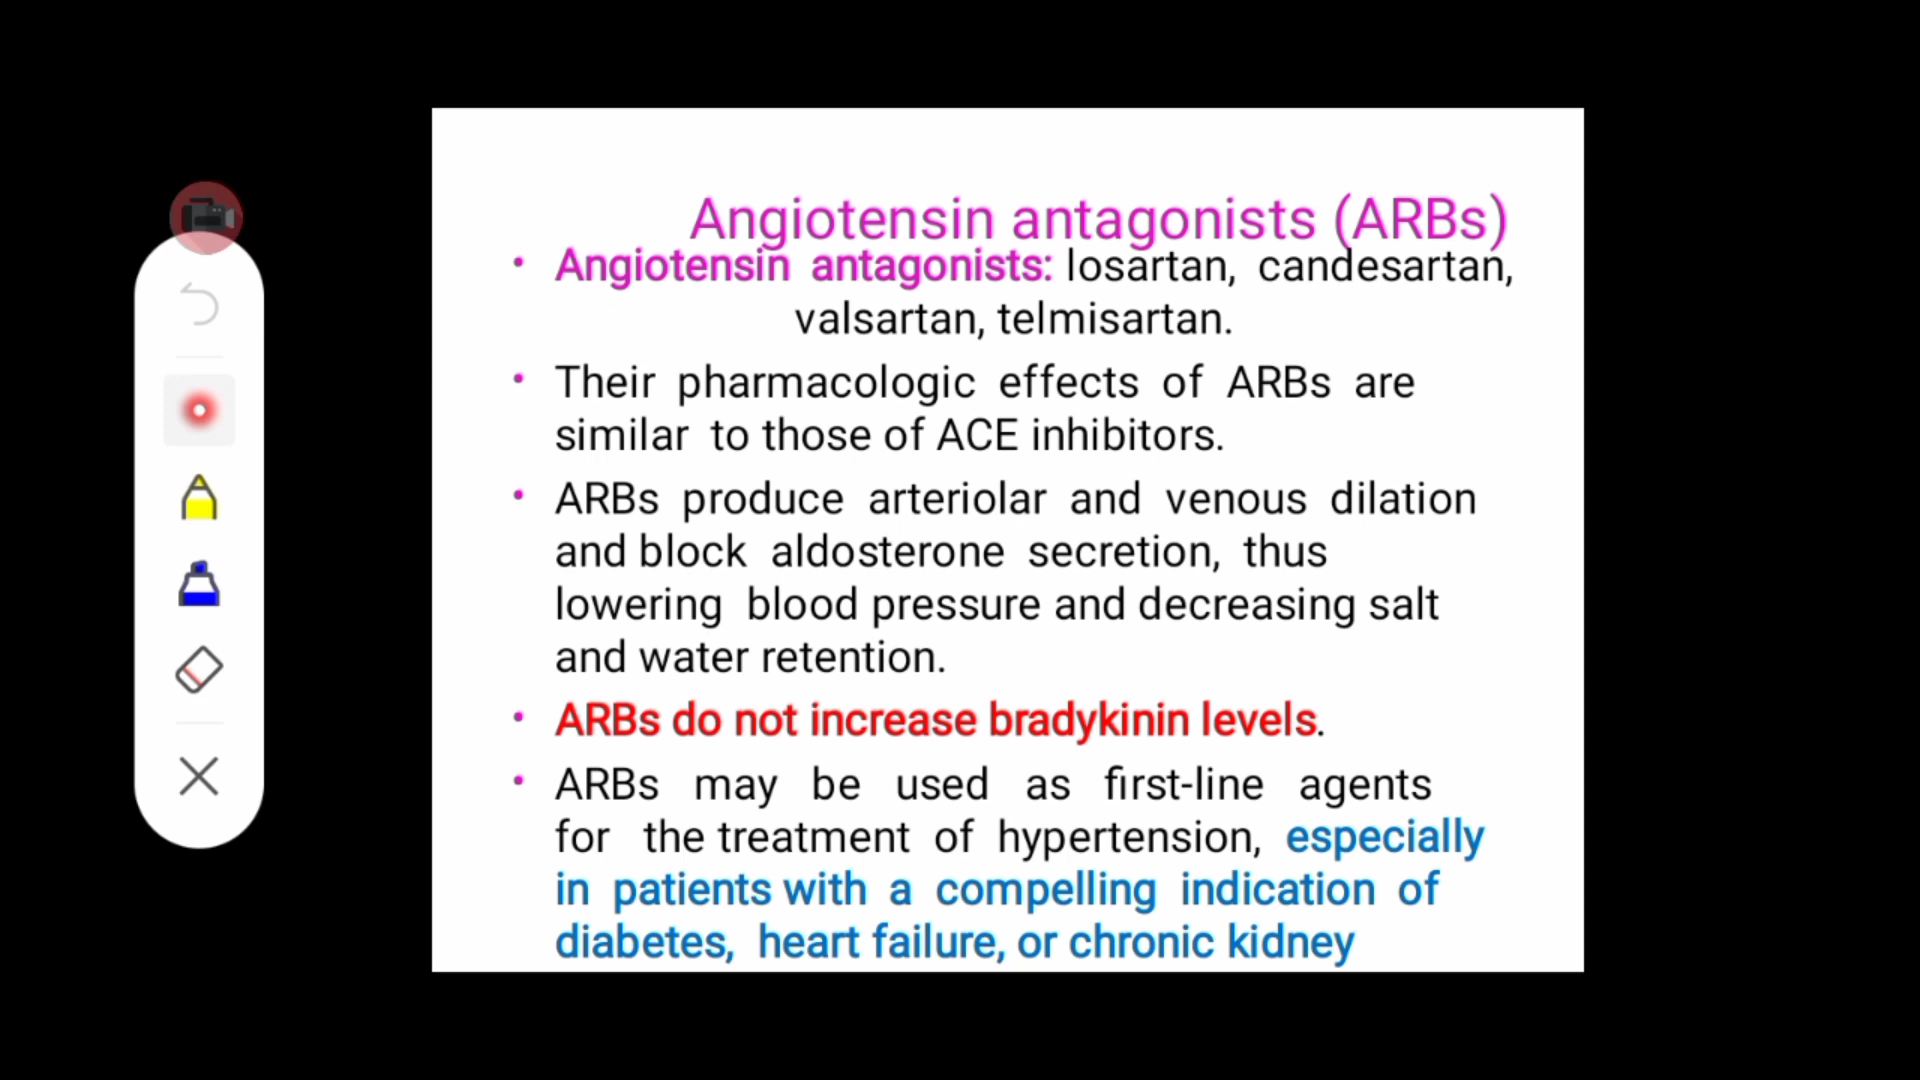 Angiotensin antagonists (ARBs)
• Angiotensin antagonists: losartan, candesartan,
valsartan, telmisartan.
• Their pharmacologic effects of ARBs are
similar to those of ACE inhibitors.
• ARBs produce arteriolar and venous dilation
and block aldosterone secretion, thus
lowering blood pressure and decreasing salt
and water retention.
• ARBs do not increase bradykinin levels.
• ARBs may be used as first-line agents
for the treatment of hypertension, especially
in patients with a compelling indication of
diabetes, heart failure, or chronic kidney